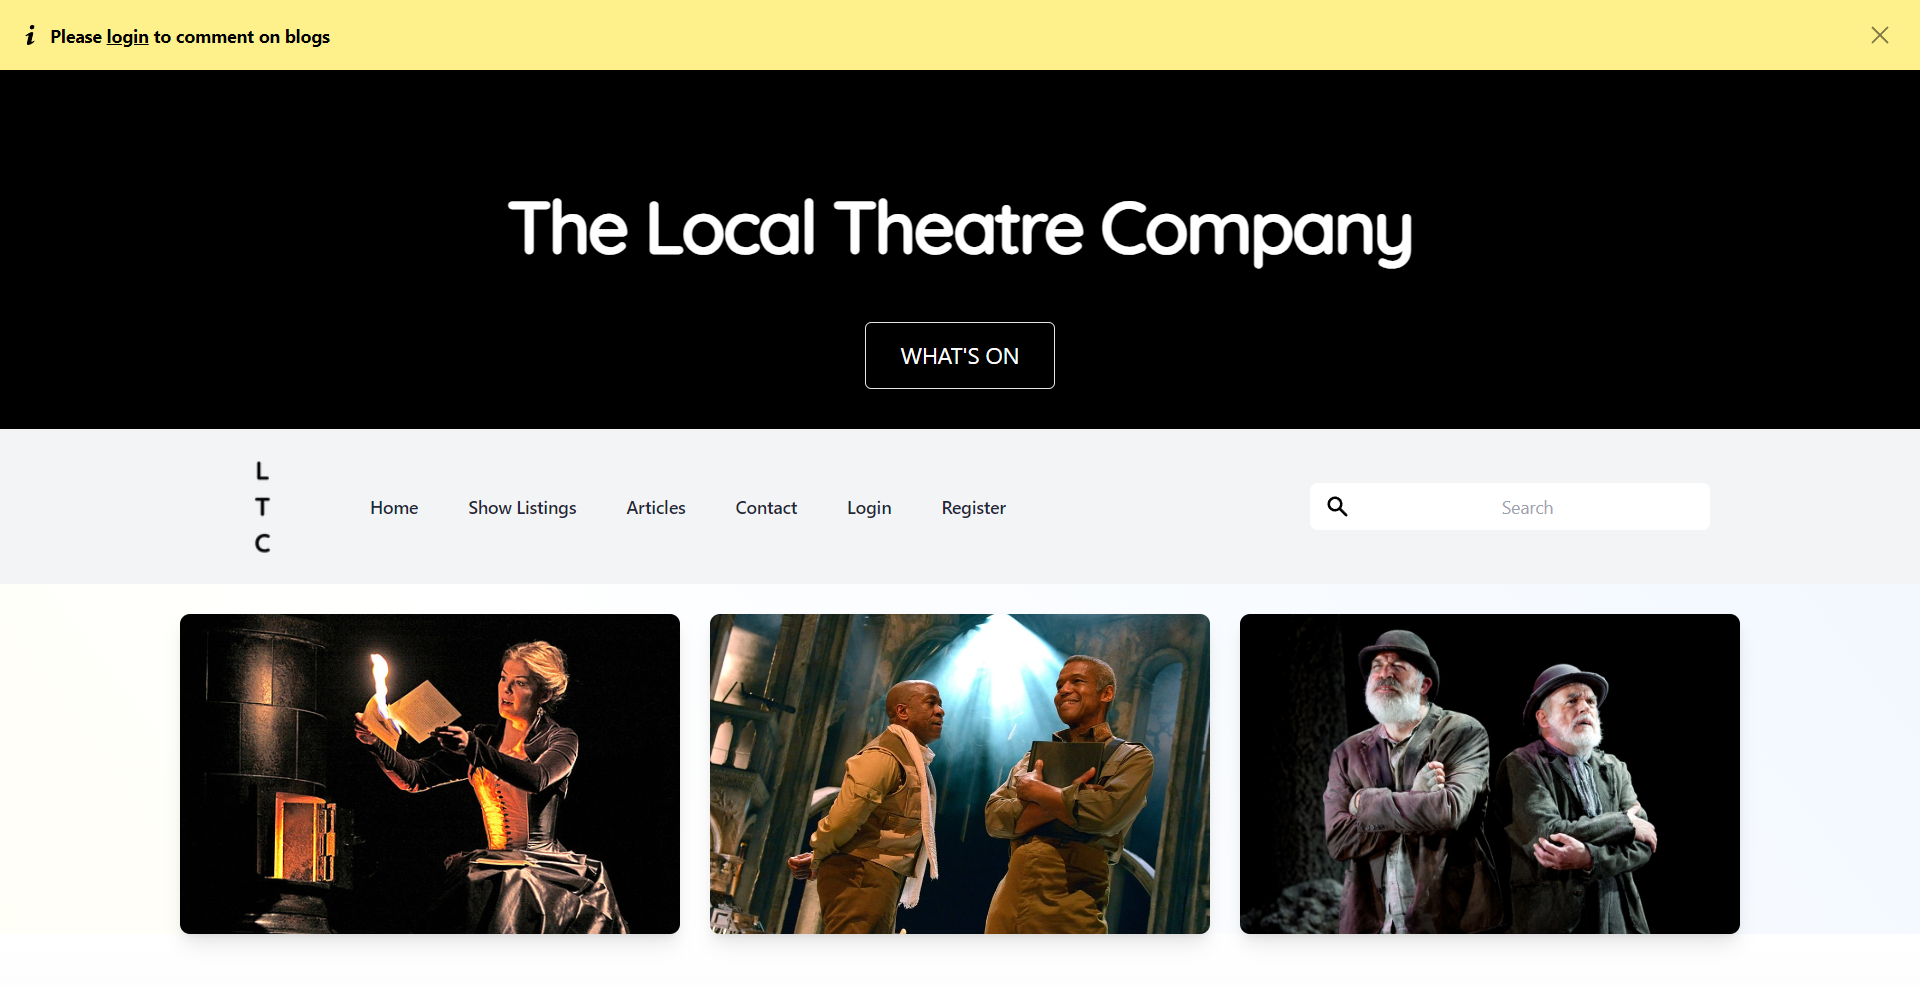 i Please login to comment on blogs
The Local Theatre Company
WHAT'S ON
L
T
C
Home Show Listings Articles Contact Login Register Search